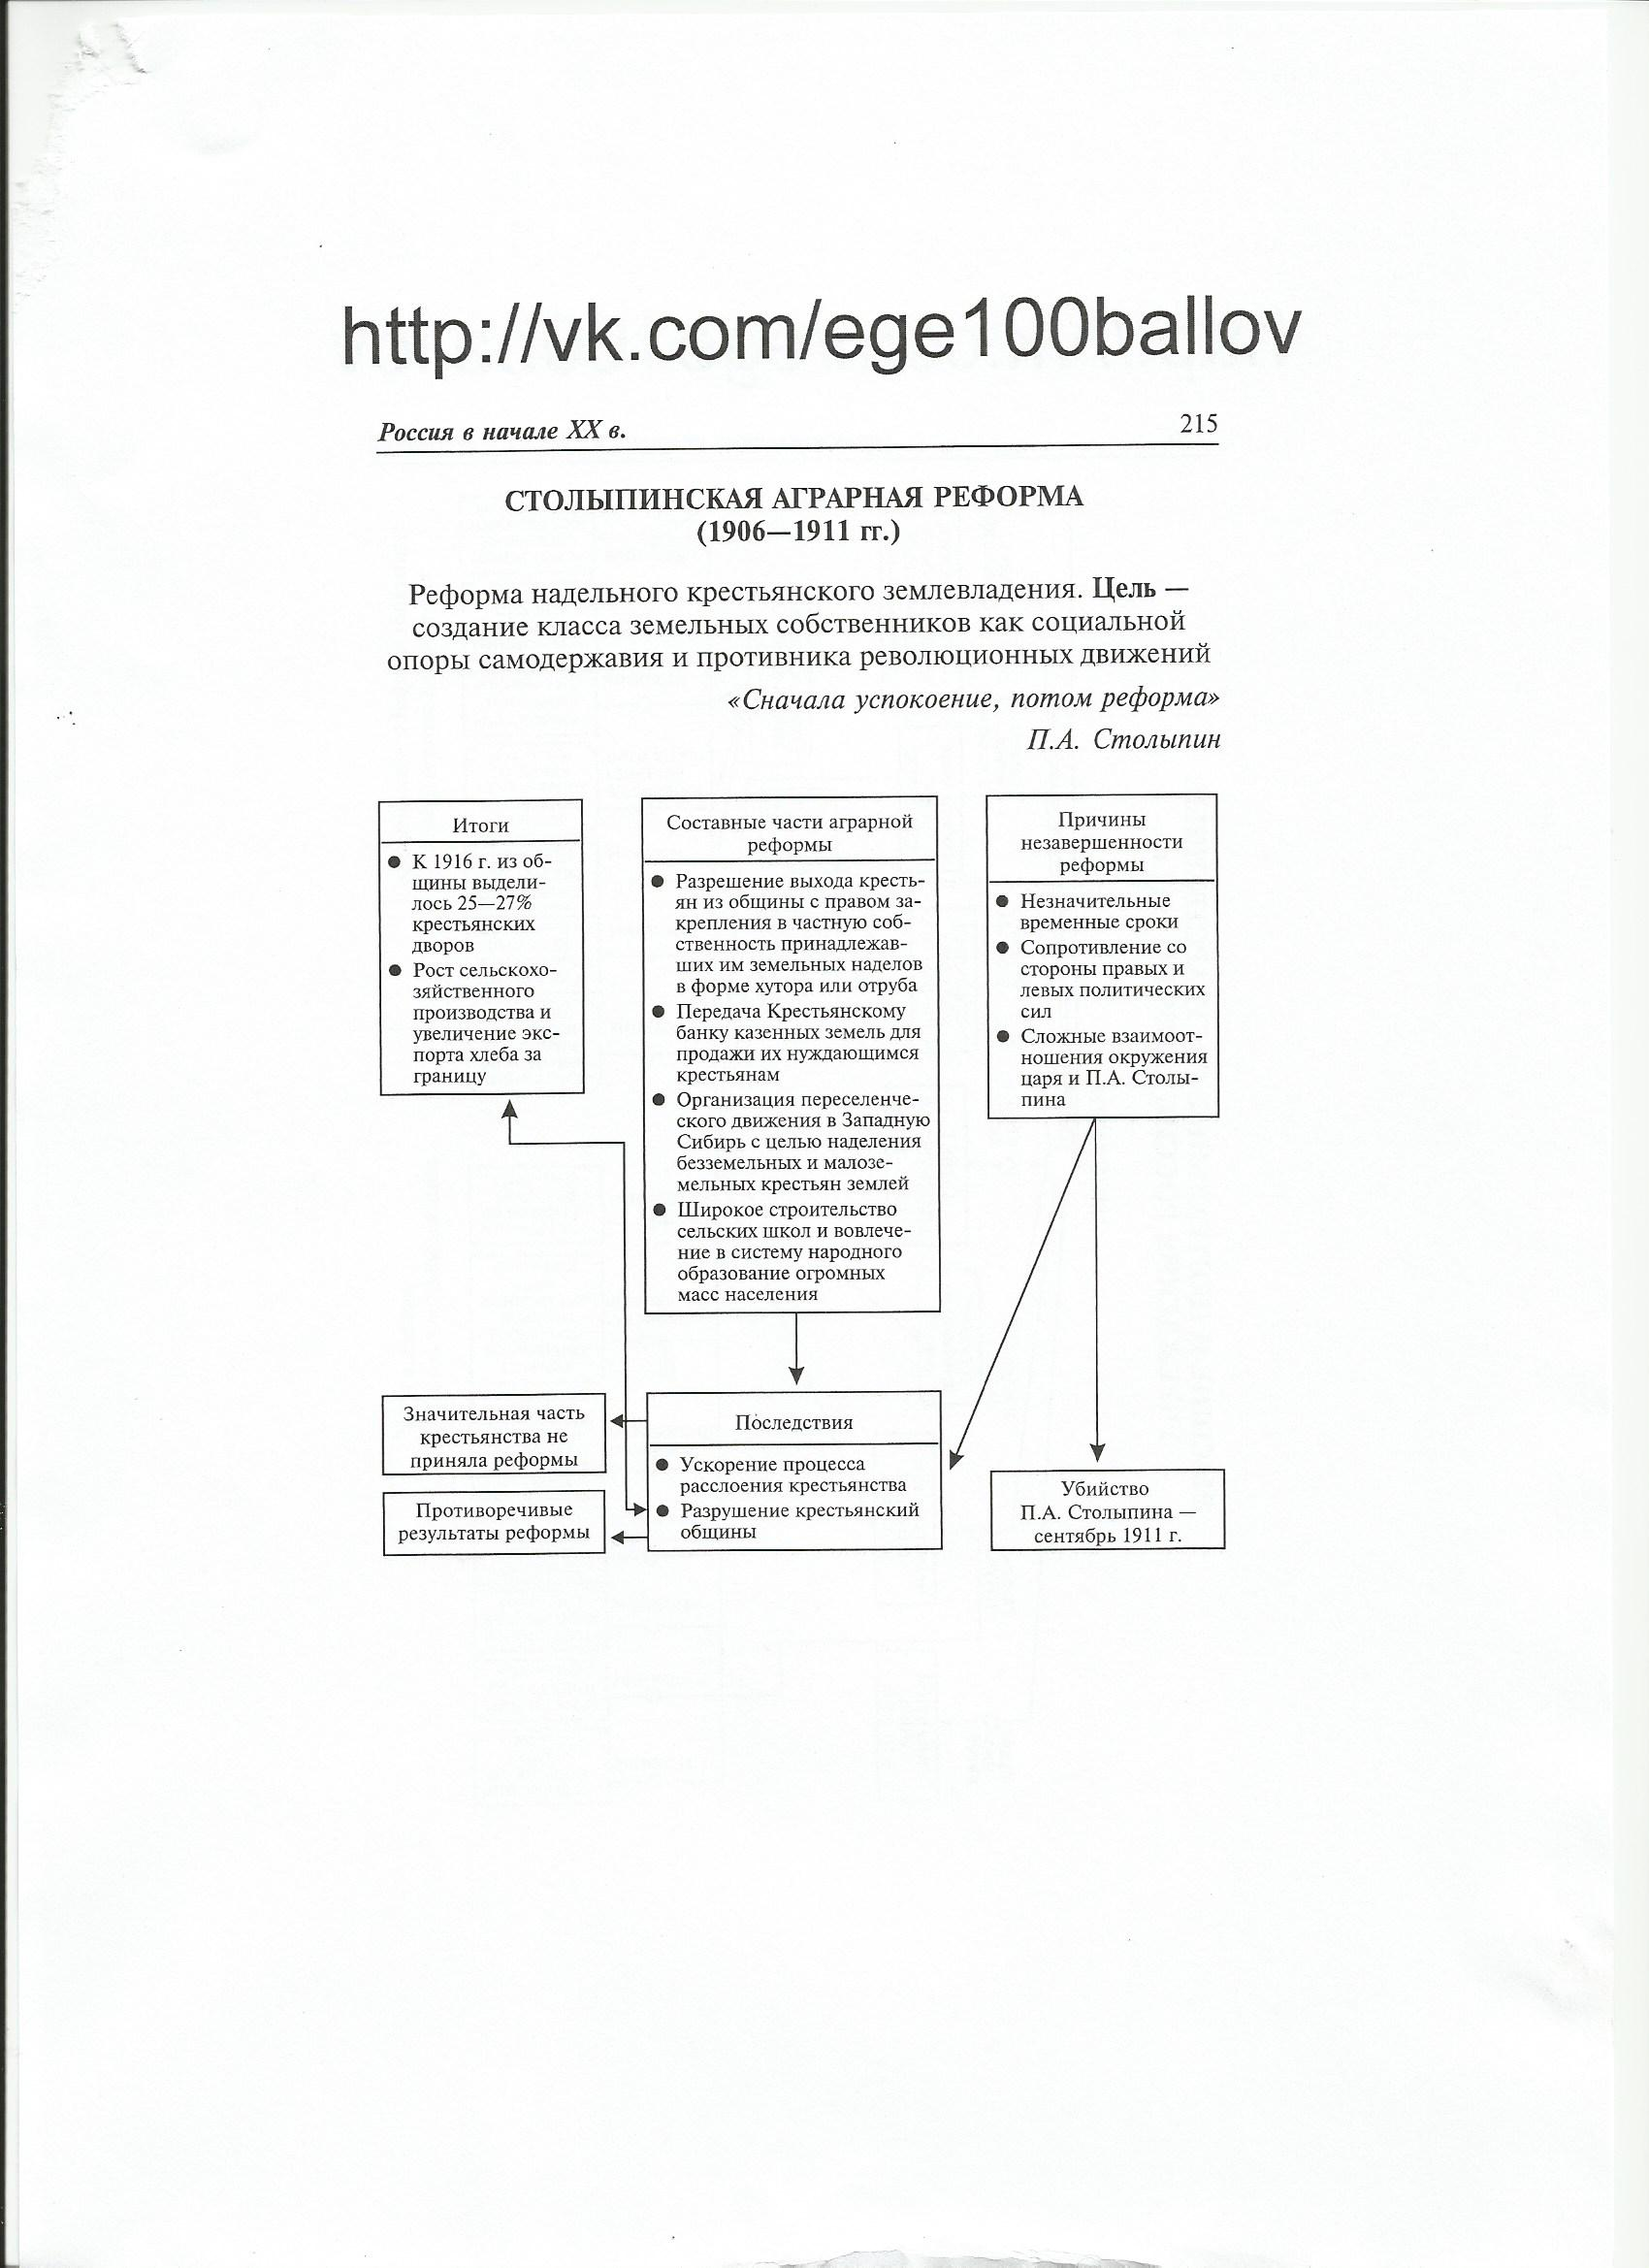 http://vk.com/ege100ballov
Россия в начале XX в.
215
СТОЛЫПИНСКАЯ АГРАРНАЯ РЕФОРМА
(1906—1911 гг.)
Реформа надельного крестьянского землевладения. Цель —
создание класса земельных собственников как социальной
опоры самодержавия и противника революционных движений
«Сначала успокоение, потом реформа»
П.А. Столыпин
Итоги
● К 1916 г. из об-
щины выдели-
лось 25—27%
крестьянских
дворов
● Рост сельскохо-
зяйственного
производства и
увеличение экс-
порта хлеба за
границу
Составные части аграрной
реформы
● Разрешение выхода кресть-
ян из общины с правом за-
крепления в частную соб-
ственность принадлежав-
ших им земельных наделов
в форме хутора или отруба
● Передача Крестьянскому
банку казенных земель для
продажи их нуждающимся
крестьянам
● Организация переселенче-
ского движения в Западную
Сибирь с целью наделения
безземельных и малозе-
мельных крестьян землей
● Широкое строительство
сельских школ и вовлече-
ние в систему народного
образование огромных
масс населения
Причины
незавершенности
реформы
● Незначительные
временные сроки
● Сопротивление со
стороны правых и
левых политических
сил
● Сложные взаимоот-
ношения окружения
царя и П.А. Столы-
пина
Значительная часть
крестьянства не
приняла реформы
Противоречивые
результаты реформы
Последствия
● Ускорение процесса
расслоения крестьянства
● Разрушение крестьянский
общины
Убийство
П.А. Столыпина —
сентябрь 1911 г.